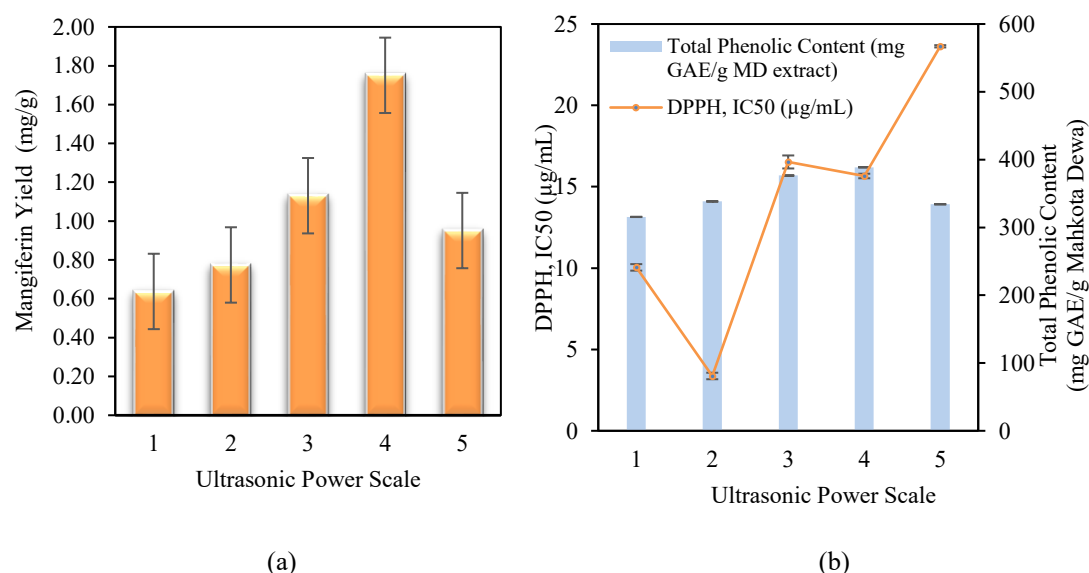 Mangiferin Yield (mg/g)
2.00
1.80
1.60
1.40
1.20
1.00
0.80
0.60
0.40
0.20
0.00
1 2 3 4 5
Ultrasonic Power Scale
(a)
DPPH, IC50 (µg/mL)
25
20
15
10
5
0
Total Phenolic Content (mg
GAE/g MD extract)
DPPH, IC50 (µg/mL)
600
500
400
300
200
100
0
Total Phenolic Content
(mg GAE/g Mahkota Dewa)
1 2 3 4 5
Ultrasonic Power Scale
(b)